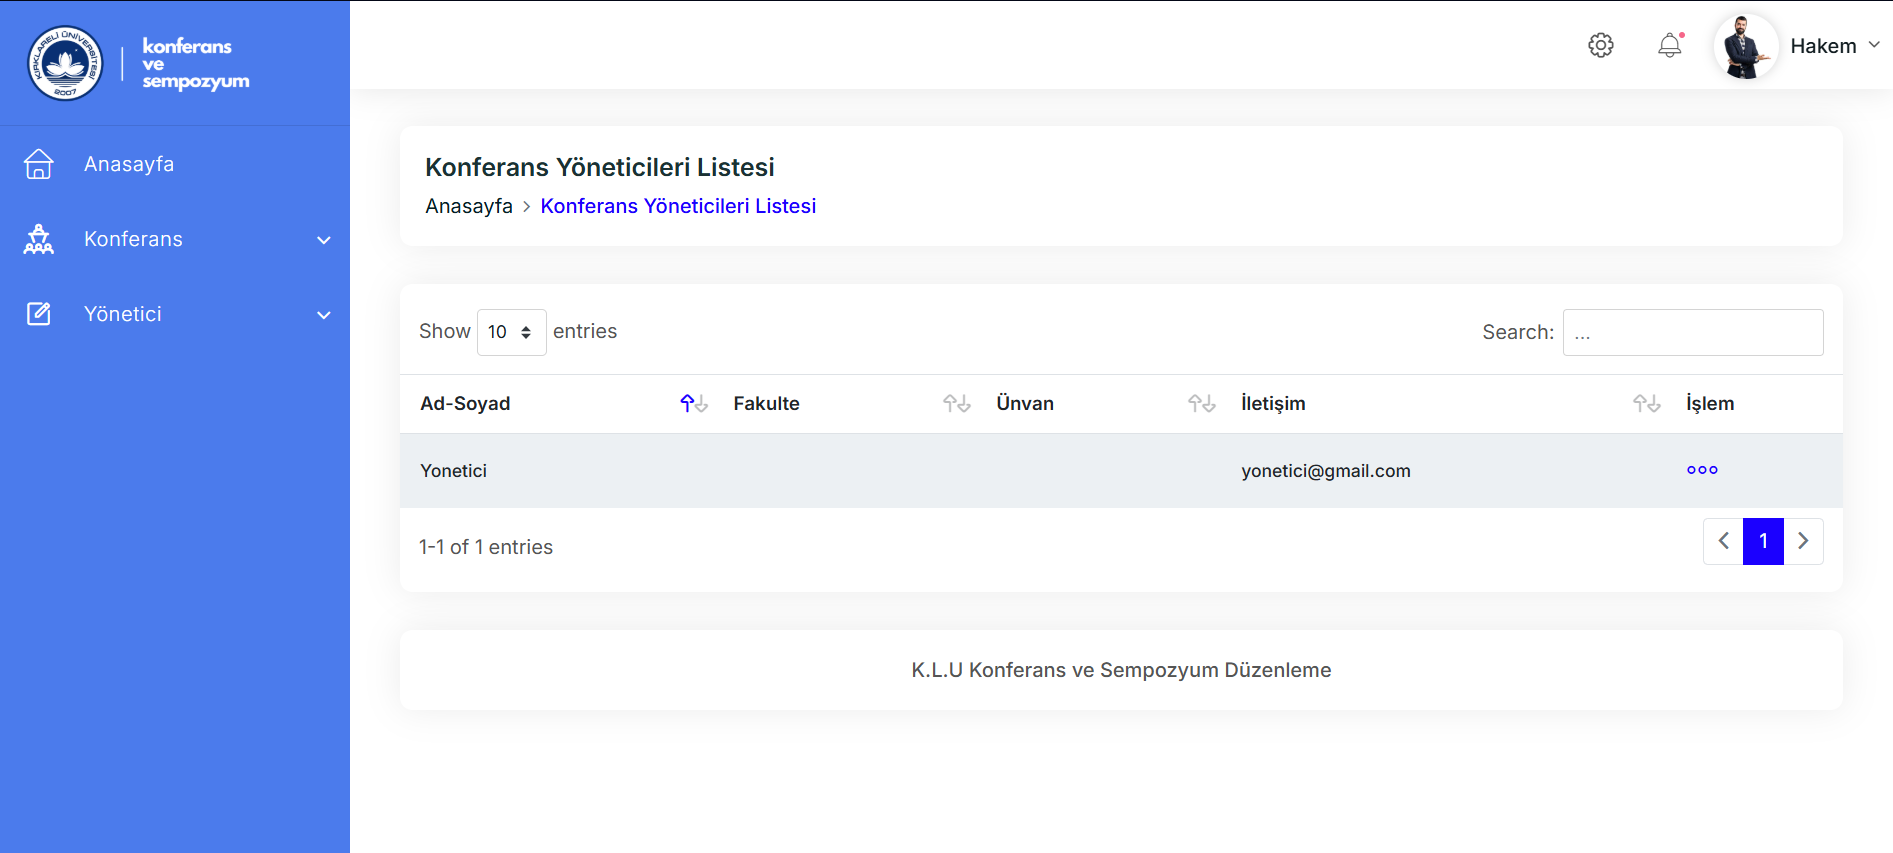 KIRKLARELİ ÜNİVERSİTESİ
2007
konferans
ve
sempozyum
Hakem
Anasayfa
Konferans
Yönetici
Konferans Yöneticileri Listesi
Anasayfa > Konferans Yöneticileri Listesi
Show 10 entries
Search: ...
Ad-Soyad Fakulte Ünvan İletişim İşlem
Yonetici yonetici@gmail.com
1-1 of 1 entries
1
K.L.U Konferans ve Sempozyum Düzenleme